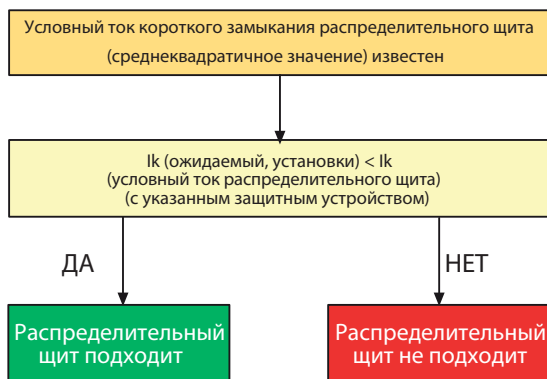 Условный ток короткого замыкания распределительного щита
(среднеквадратичное значение) известен
Ik (ожидаемый, установки) < Ik
(условный ток распределительного щита)
(с указанным защитным устройством)
ДА
НЕТ
Распределительный
щит подходит
Распределительный
щит не подходит